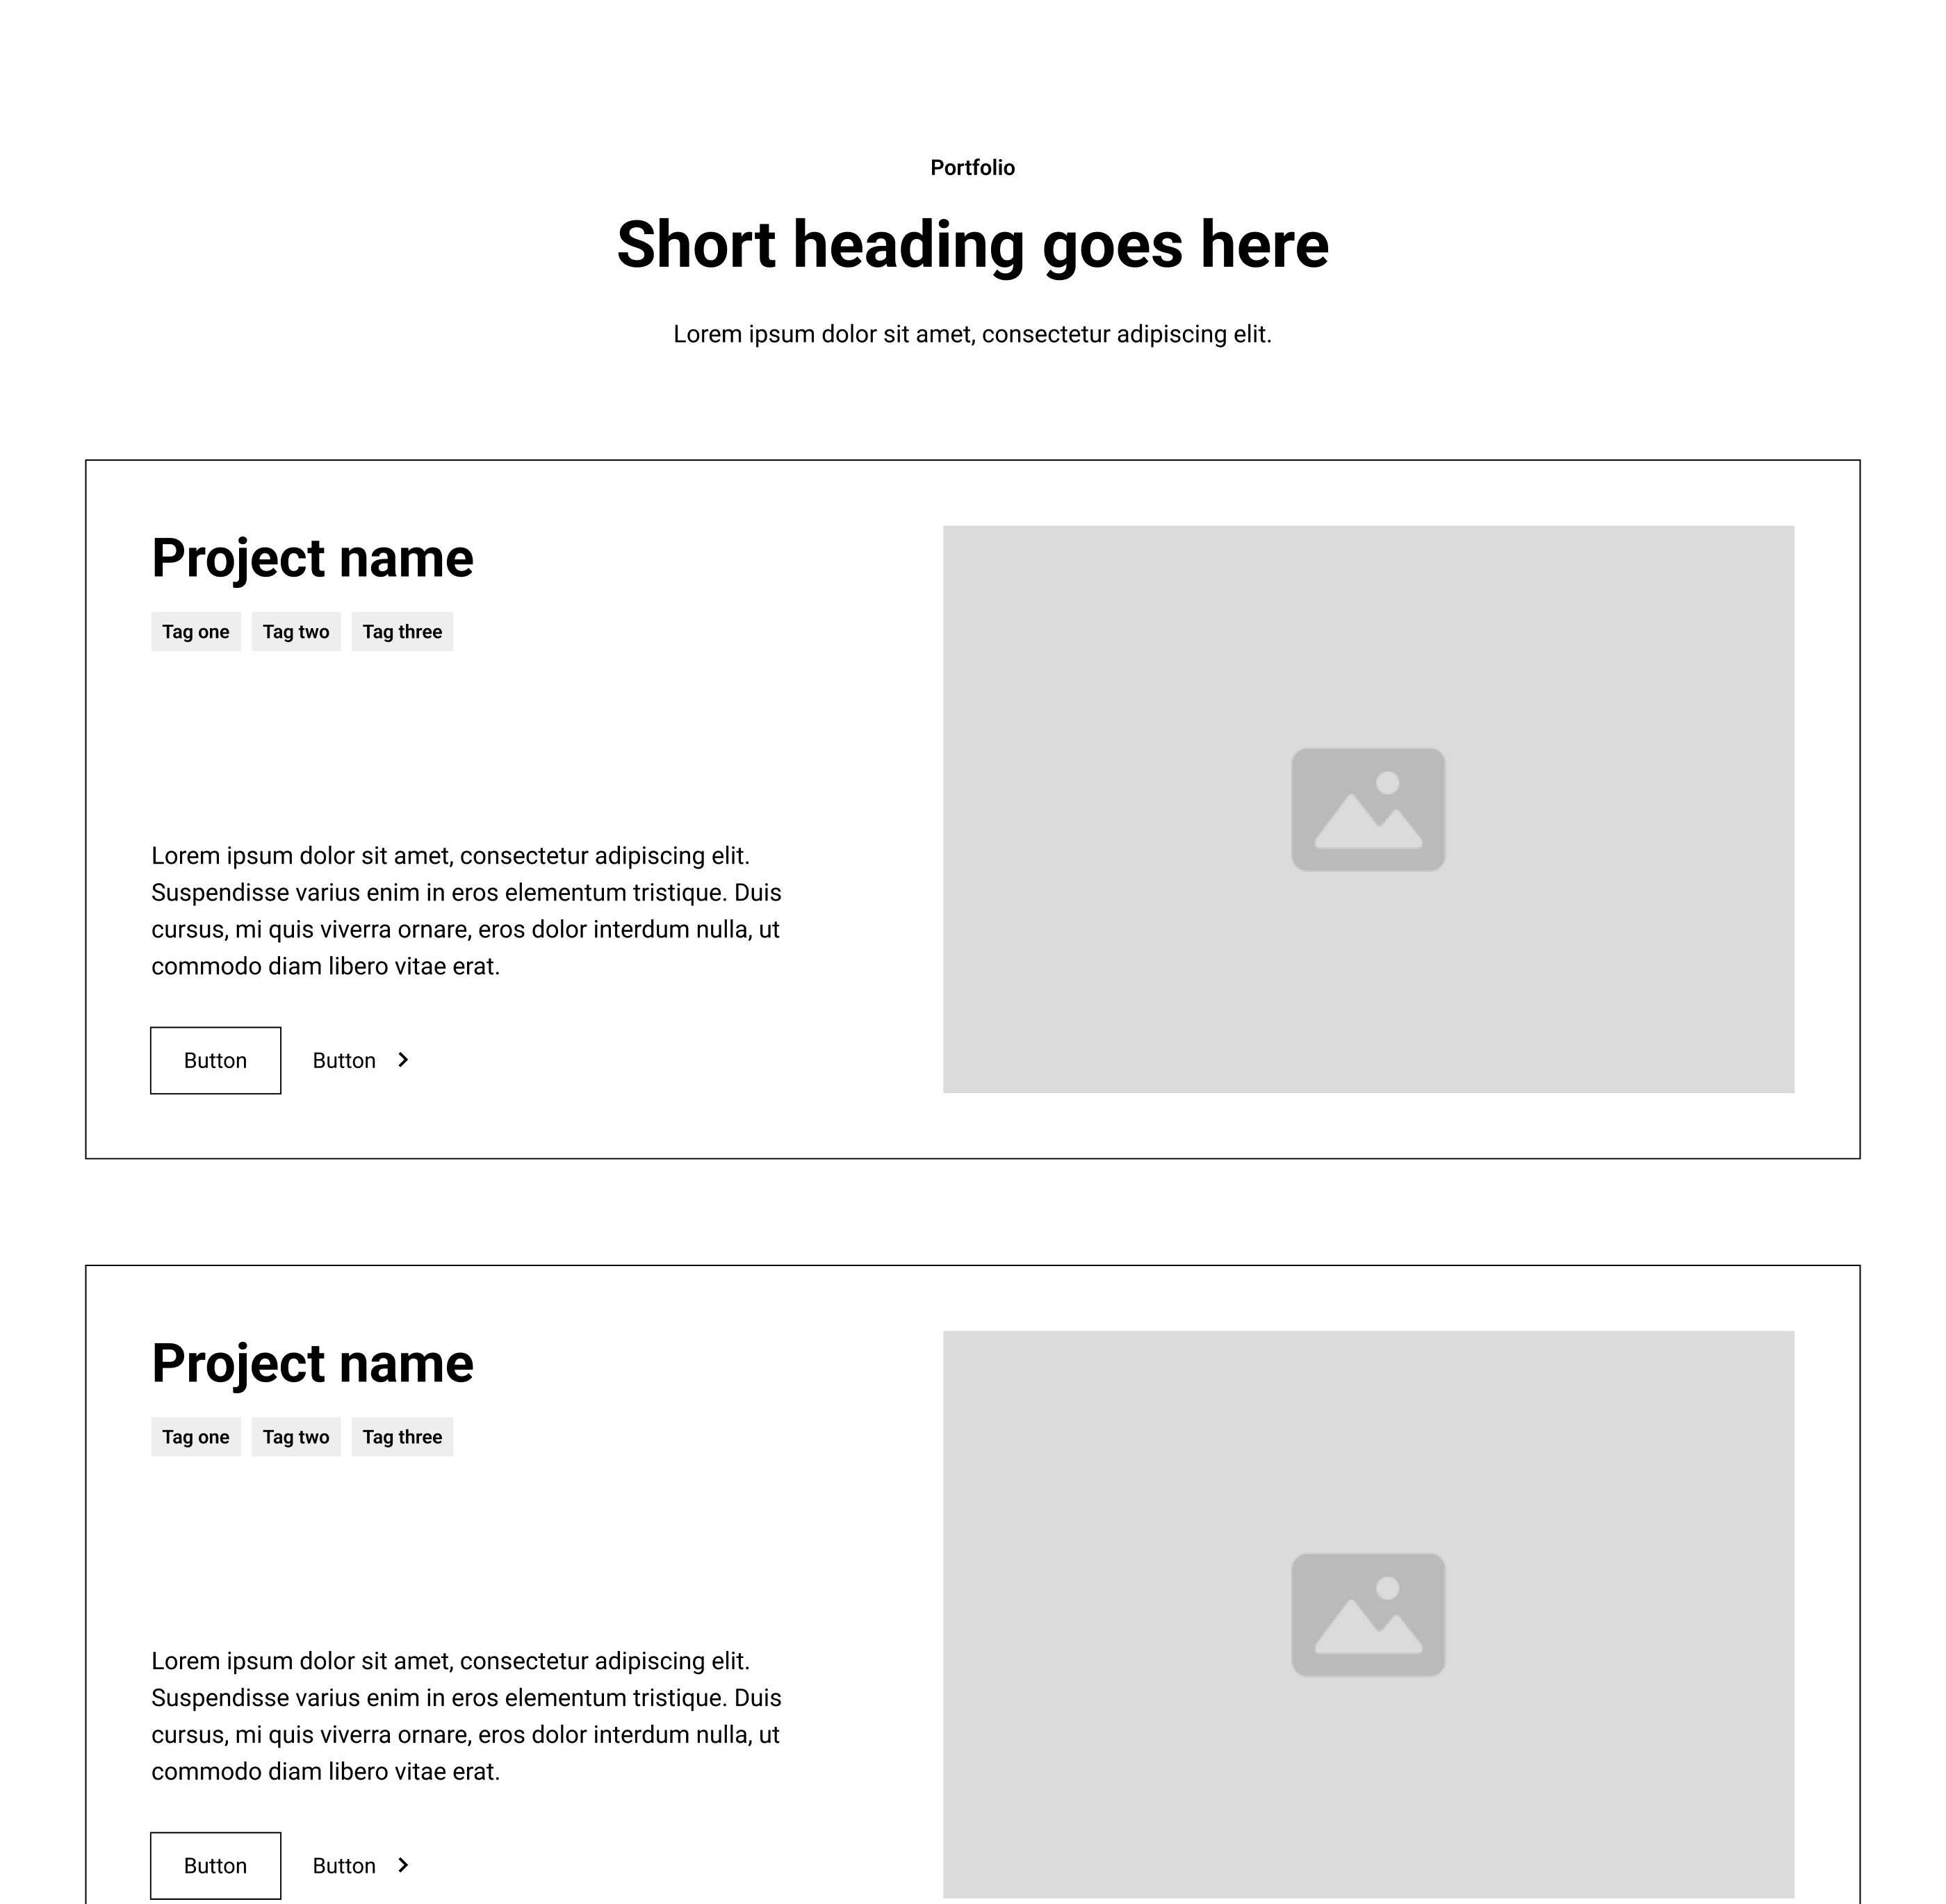 Portfolio
Short heading goes here
Lorem ipsum dolor sit amet, consectetur adipiscing elit.
Project name
Tag one Tag two Tag three
Lorem ipsum dolor sit amet, consectetur adipiscing elit.
Suspendisse varius enim in eros elementum tristique. Duis
cursus, mi quis viverra ornare, eros dolor interdum nulla, ut
commodo diam libero vitae erat.
Button Button
Project name
Tag one Tag two Tag three
Lorem ipsum dolor sit amet, consectetur adipiscing elit.
Suspendisse varius enim in eros elementum tristique. Duis
cursus, mi quis viverra ornare, eros dolor interdum nulla, ut
commodo diam libero vitae erat.
Button Button